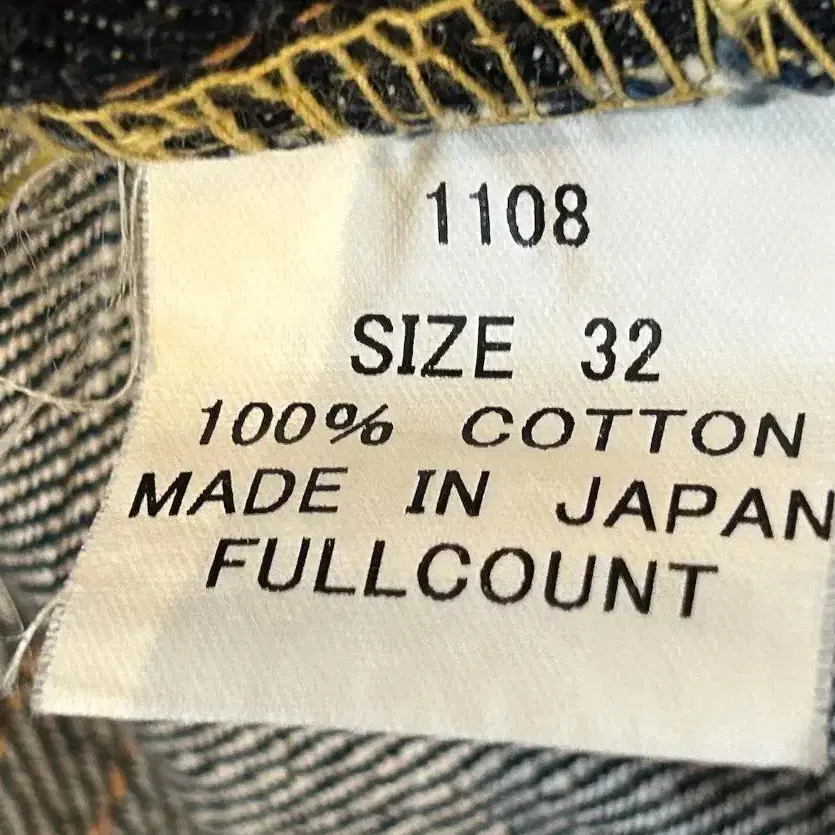 1108
SIZE 32
100% COTTON
MADE IN JAPAN
FULLCOUNT